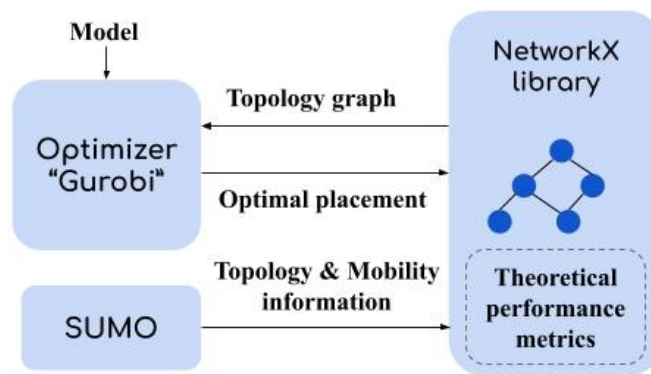 Model
Optimizer
"Gurobi"
SUMO
Topology graph
Optimal placement
Topology & Mobility
information
NetworkX
library
Theoretical
performance
metrics